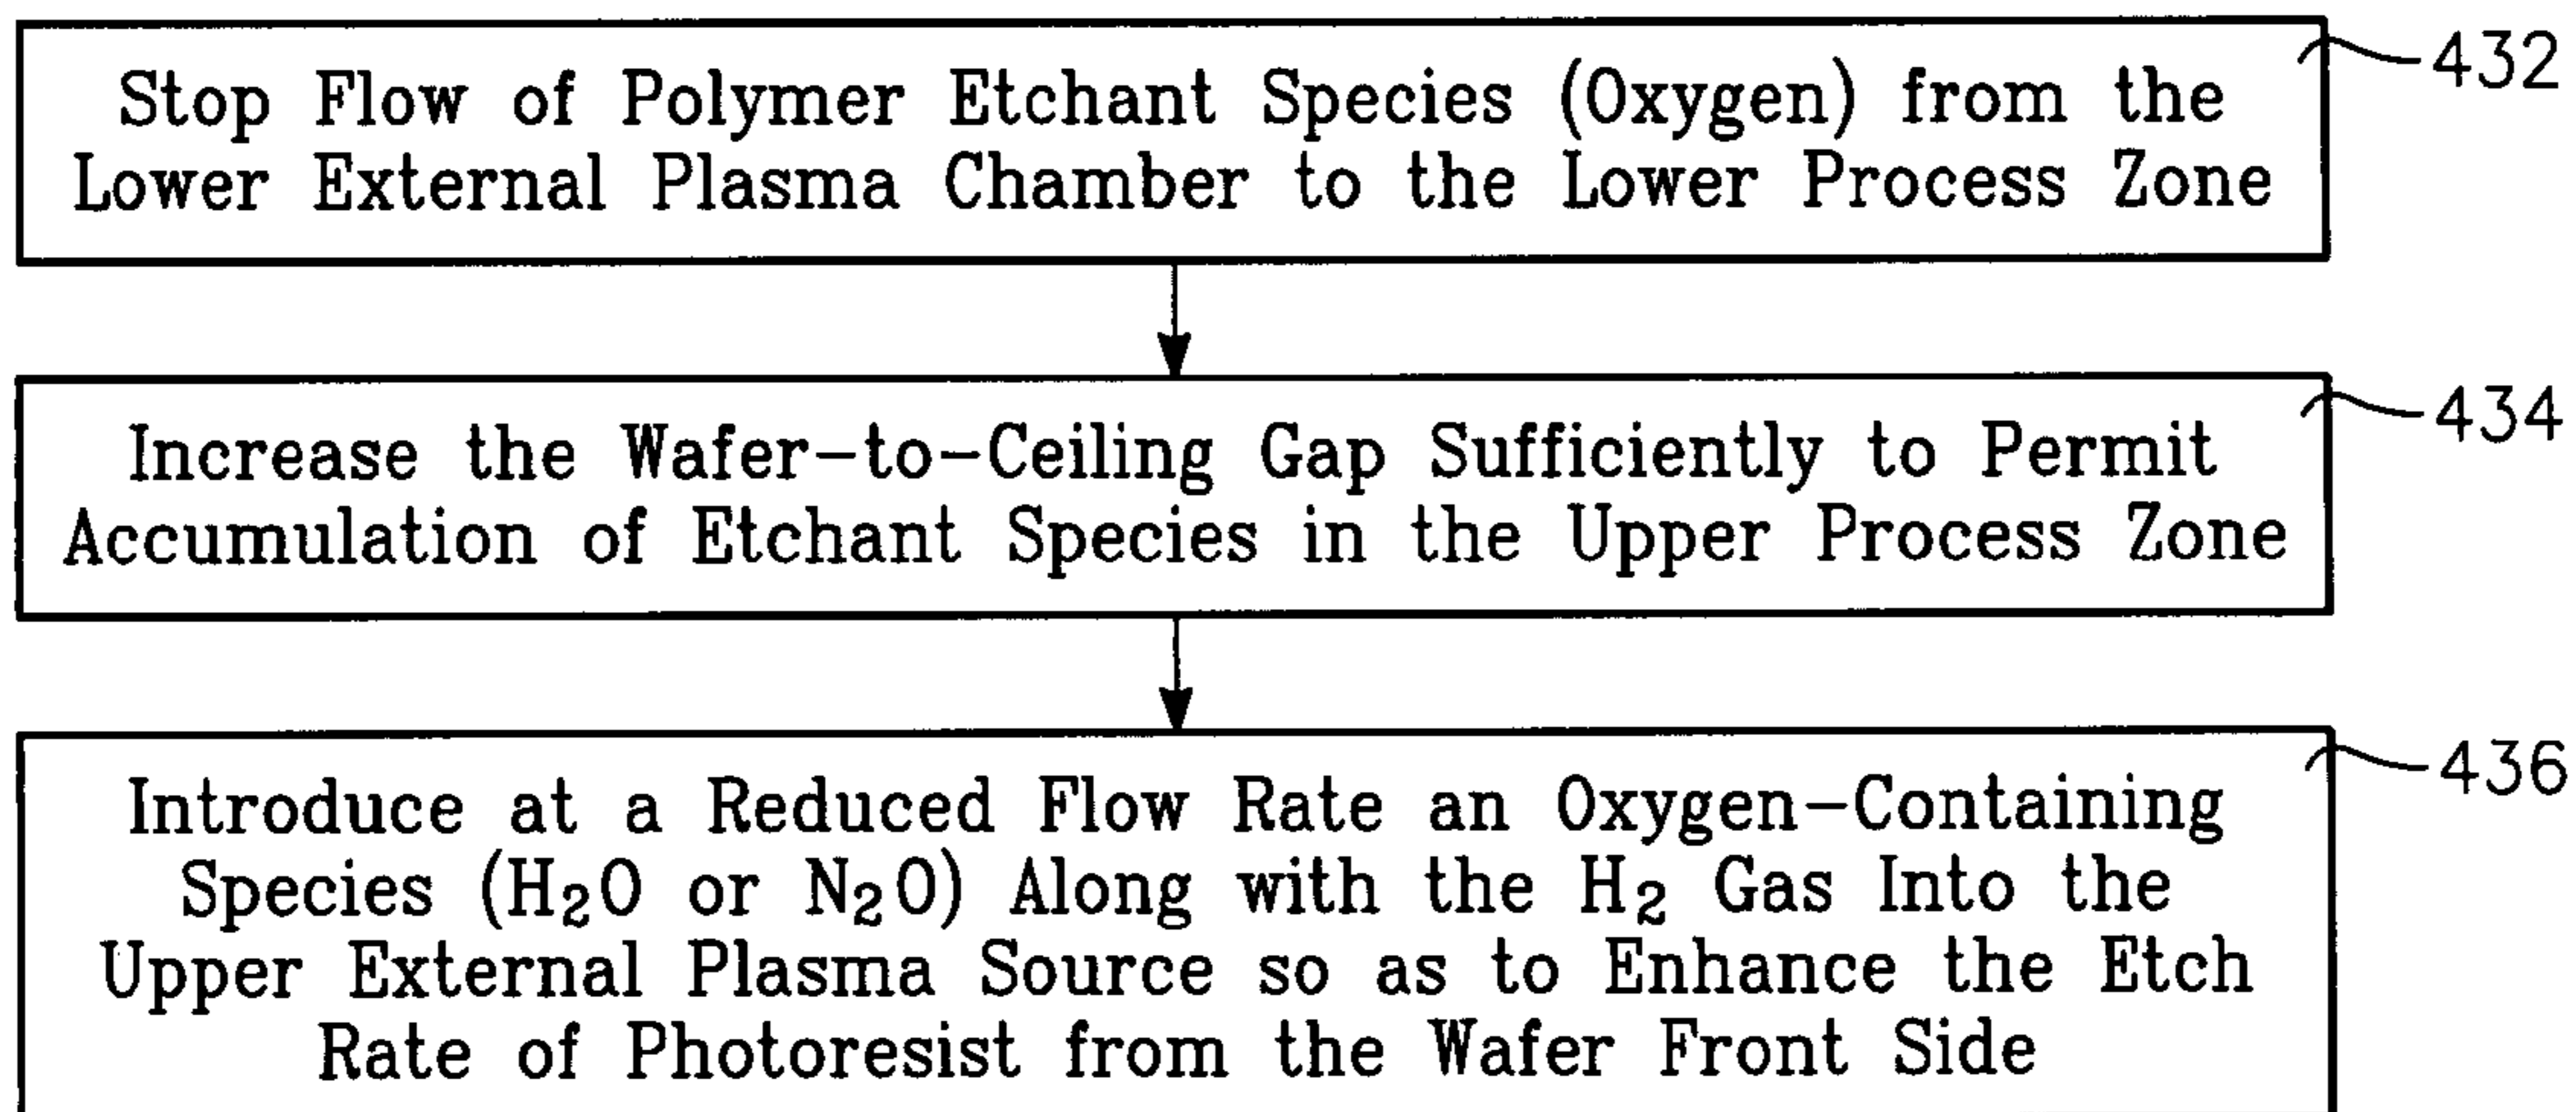 Stop Flow of Polymer Etchant Species (Oxygen) from the
Lower External Plasma Chamber to the Lower Process Zone
432
Increase the Wafer-to-Ceiling Gap Sufficiently to Permit
Accumulation of Etchant Species in the Upper Process Zone
434
Introduce at a Reduced Flow Rate an Oxygen-Containing
Species (H₂O or N₂O) Along with the H₂ Gas Into the
Upper External Plasma Source so as to Enhance the Etch
Rate of Photoresist from the Wafer Front Side
436